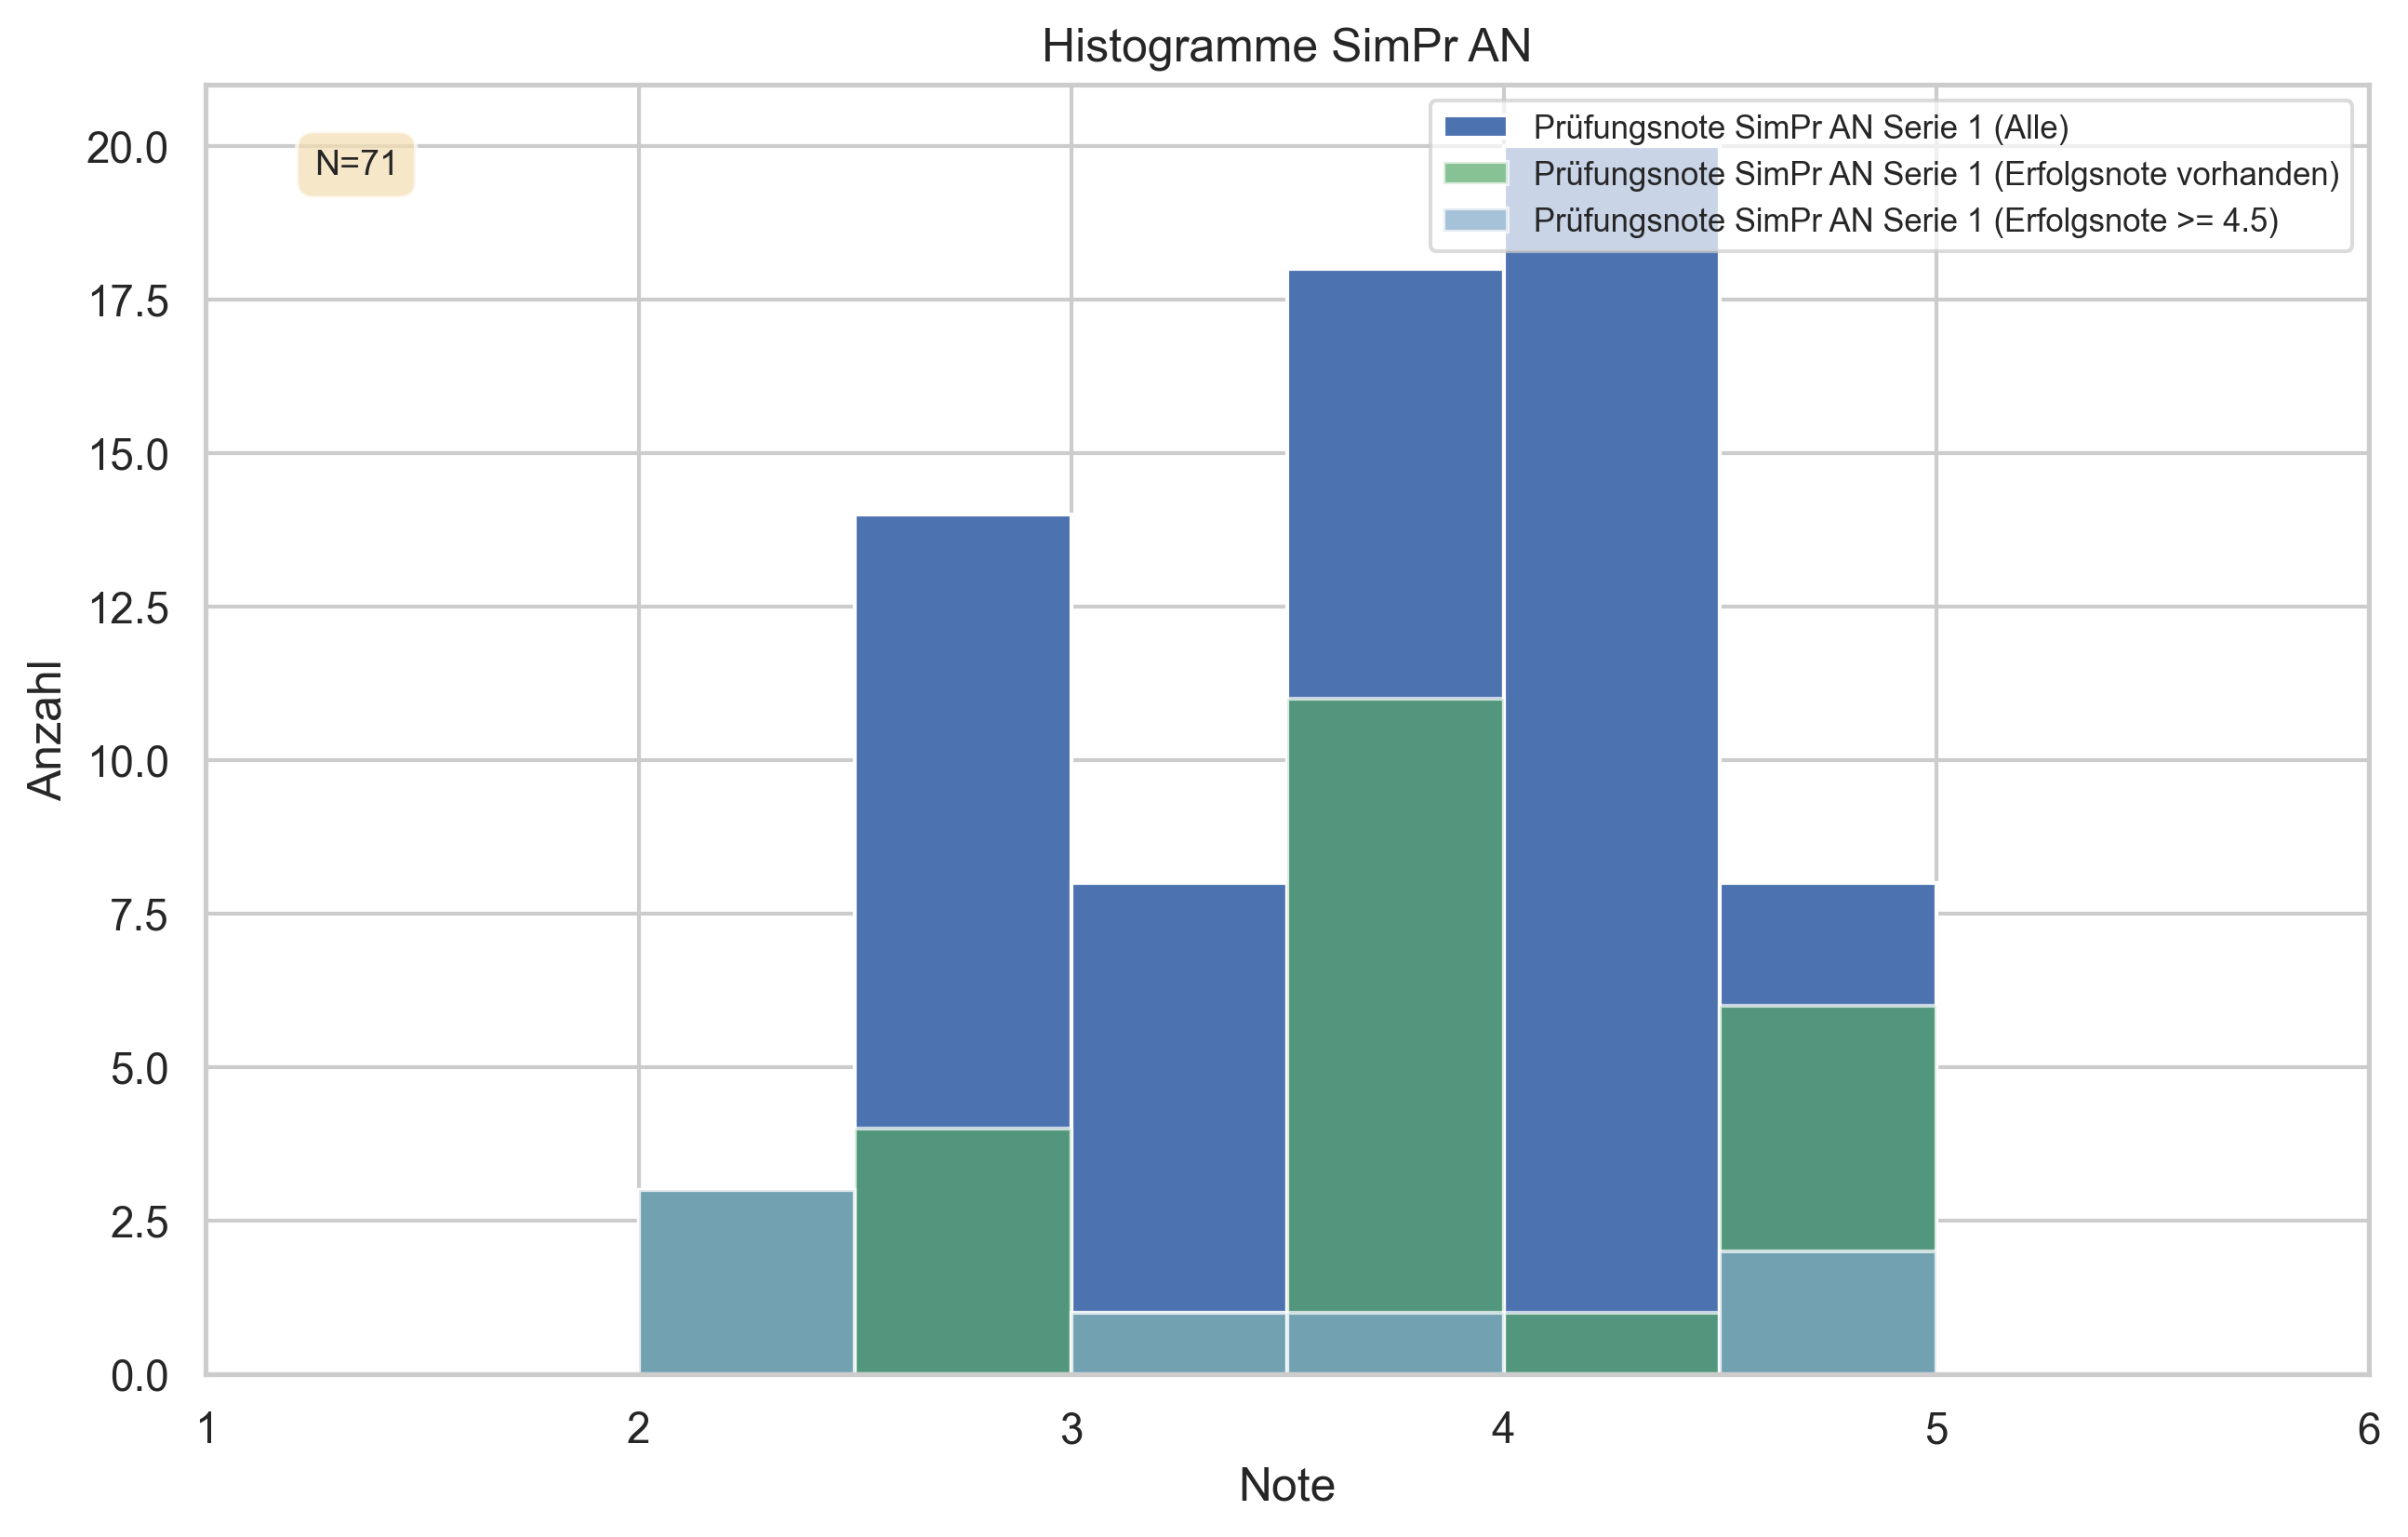 Histogramme SimPr AN
Prüfungsnote SimPr AN Serie 1 (Alle)
Prüfungsnote SimPr AN Serie 1 (Erfolgsnote vorhanden)
Prüfungsnote SimPr AN Serie 1 (Erfolgsnote >= 4.5)
N=71
20.0
17.5
15.0
12.5
10.0
7.5
5.0
2.5
0.0
Anzahl
1 2 3 4 5 6
Note